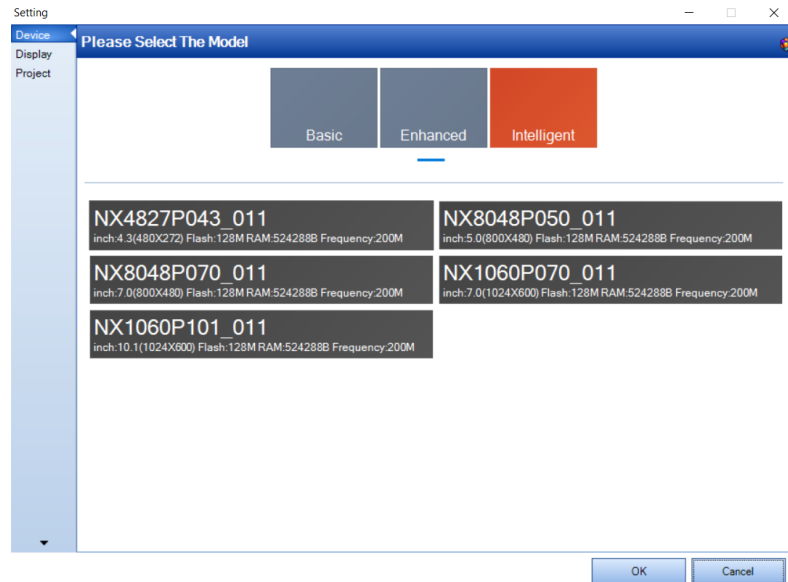 Setting
Device
Display
Project
Please Select The Model
Basic
Enhanced
Intelligent
NX4827P043_011
inch:4.3(480X272) Flash:128M RAM:524288B Frequency:200M
NX8048P050_011
inch:5.0(800X480) Flash:128M RAM:524288B Frequency:200M
NX8048P070_011
inch:7.0(800X480) Flash:128M RAM:524288B Frequency:200M
NX1060P070_011
inch:7.0(1024X600) Flash:128M RAM:524288B Frequency:200M
NX1060P101_011
inch:10.1(1024X600) Flash:128M RAM:524288B Frequency:200M
OK
Cancel